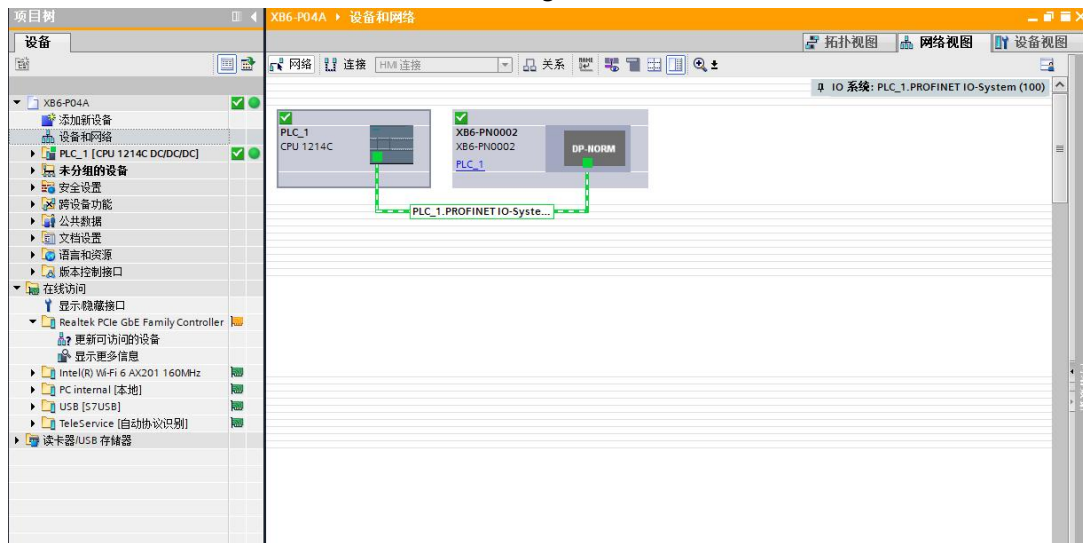 项目树
XB6-P04A ▸ 设备和网络
设备
拓扑视图
网络视图
设备视图
网络
连接
HMI 连接
关系
IO 系统: PLC_1.PROFINET IO-System (100)
XB6-P04A
添加新设备
设备和网络
PLC_1 [CPU 1214C DC/DC/DC]
未分组的设备
安全设置
跨设备功能
公共数据
文档设置
语言和资源
版本控制接口
在线访问
显示/隐藏接口
Realtek PCIe GbE Family Controller
更新可访问的设备
显示更多信息
Intel(R) Wi-Fi 6 AX201 160MHz
PC internal [本地]
USB [S7USB]
TeleService [自动协议识别]
读卡器/USB 存储器
PLC_1
CPU 1214C
XB6-PN0002
XB6-PN0002
PLC_1
DP-NORM
PLC_1.PROFINET IO-Syste...